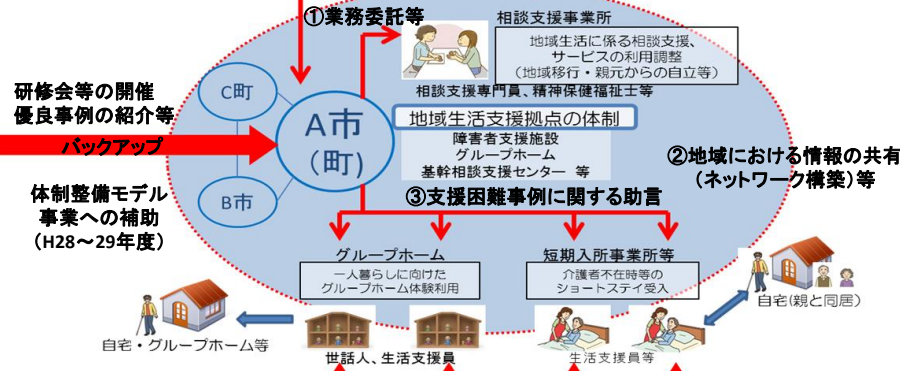 ①業務委託等
相談支援事業所
地域生活に係る相談支援、
サービスの利用調整
(地域移行・親元からの自立等)
相談支援専門員、精神保健福祉士等
研修会等の開催
優良事例の紹介等
バックアップ
体制整備モデル
事業への補助
(H28~29年度)
C町
B市
A市
(町)
地域生活支援拠点の体制
障害者支援施設
グループホーム
基幹相談支援センター 等
②地域における情報の共有
(ネットワーク構築)等
③支援困難事例に関する助言
グループホーム
一人暮らしに向けた
グループホーム体験利用
世話人、生活支援員
短期入所事業所等
介護者不在時等の
ショートステイ受入
生活支援員等
自宅・グループホーム等
自宅(親と同居)